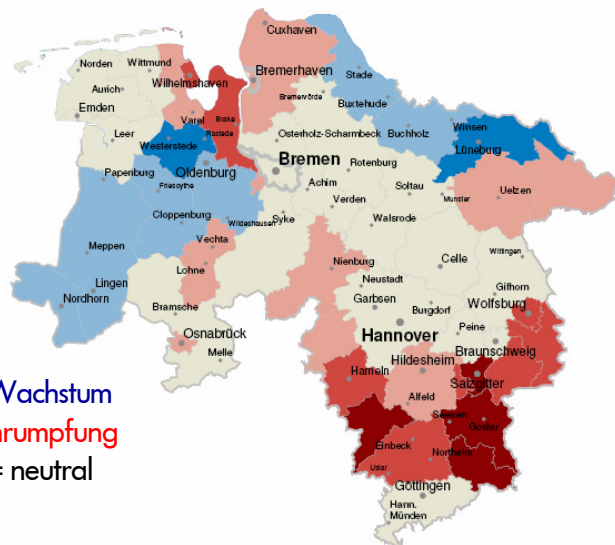 Cuxhaven
Norden
Wittmund
Wilhelmshaven
Bremerhaven
Stade
Aurich
Bremervörde
Buxtehude
Emden
Varel
Brake
Winsen
Leer
Rastede
Osterholz-Scharmbeck
Buchholz
Westerstede
Lüneburg
Bremen
Oldenburg
Rotenburg
Papenburg
Friesoythe
Achim
Soltau
Munster
Uelzen
Cloppenburg
Wildeshausen
Syke
Verden
Walsrode
Vechta
Meppen
Wittingen
Lohne
Nienburg
Celle
Lingen
Neustadt
Nordhorn
Gifhorn
Bramsche
Garbsen
Burgdorf
Wolfsburg
Osnabrück
Hannover
Peine
Melle
Braunschweig
Hildesheim
Hameln
Salzgitter
Wachstum
Alfeld
Seesen
Goslar
hrumpfung
Einbeck
= neutral
Uslar
Northeim
Göttingen
Hann.
Münden